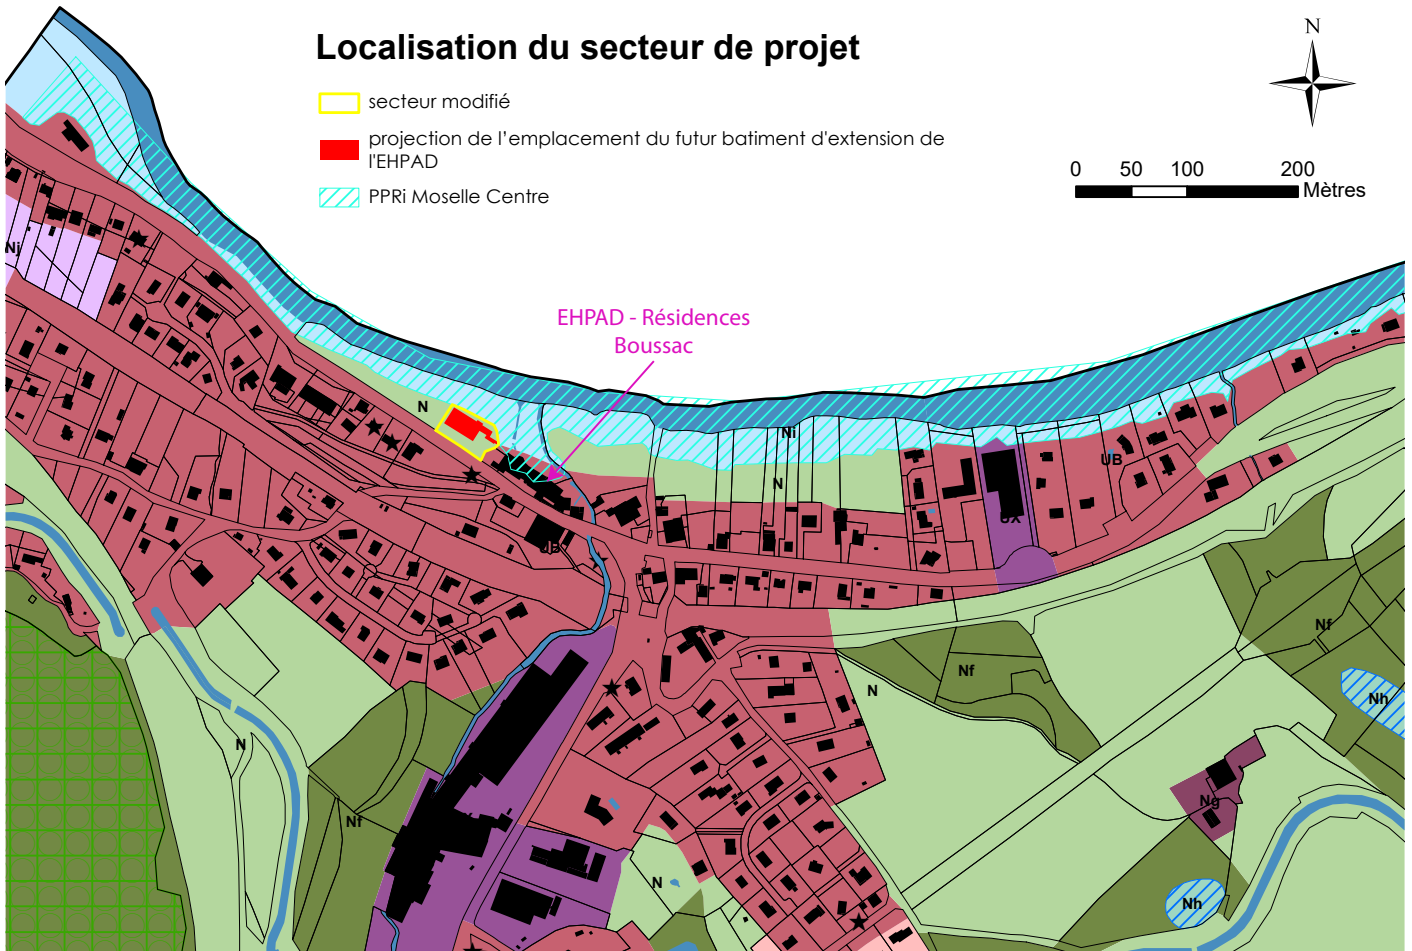 Localisation du secteur de projet
N
secteur modifié
projection de l'emplacement du futur batiment d'extension de
l'EHPAD
PPRi Moselle Centre
0 50 100 200
Mètres
Nj
EHPAD - Résidences
Boussac
N
Ni
UB
N
UX
UB
Nf
Nf
N
Nh
N
Ng
Nf
N
Nh